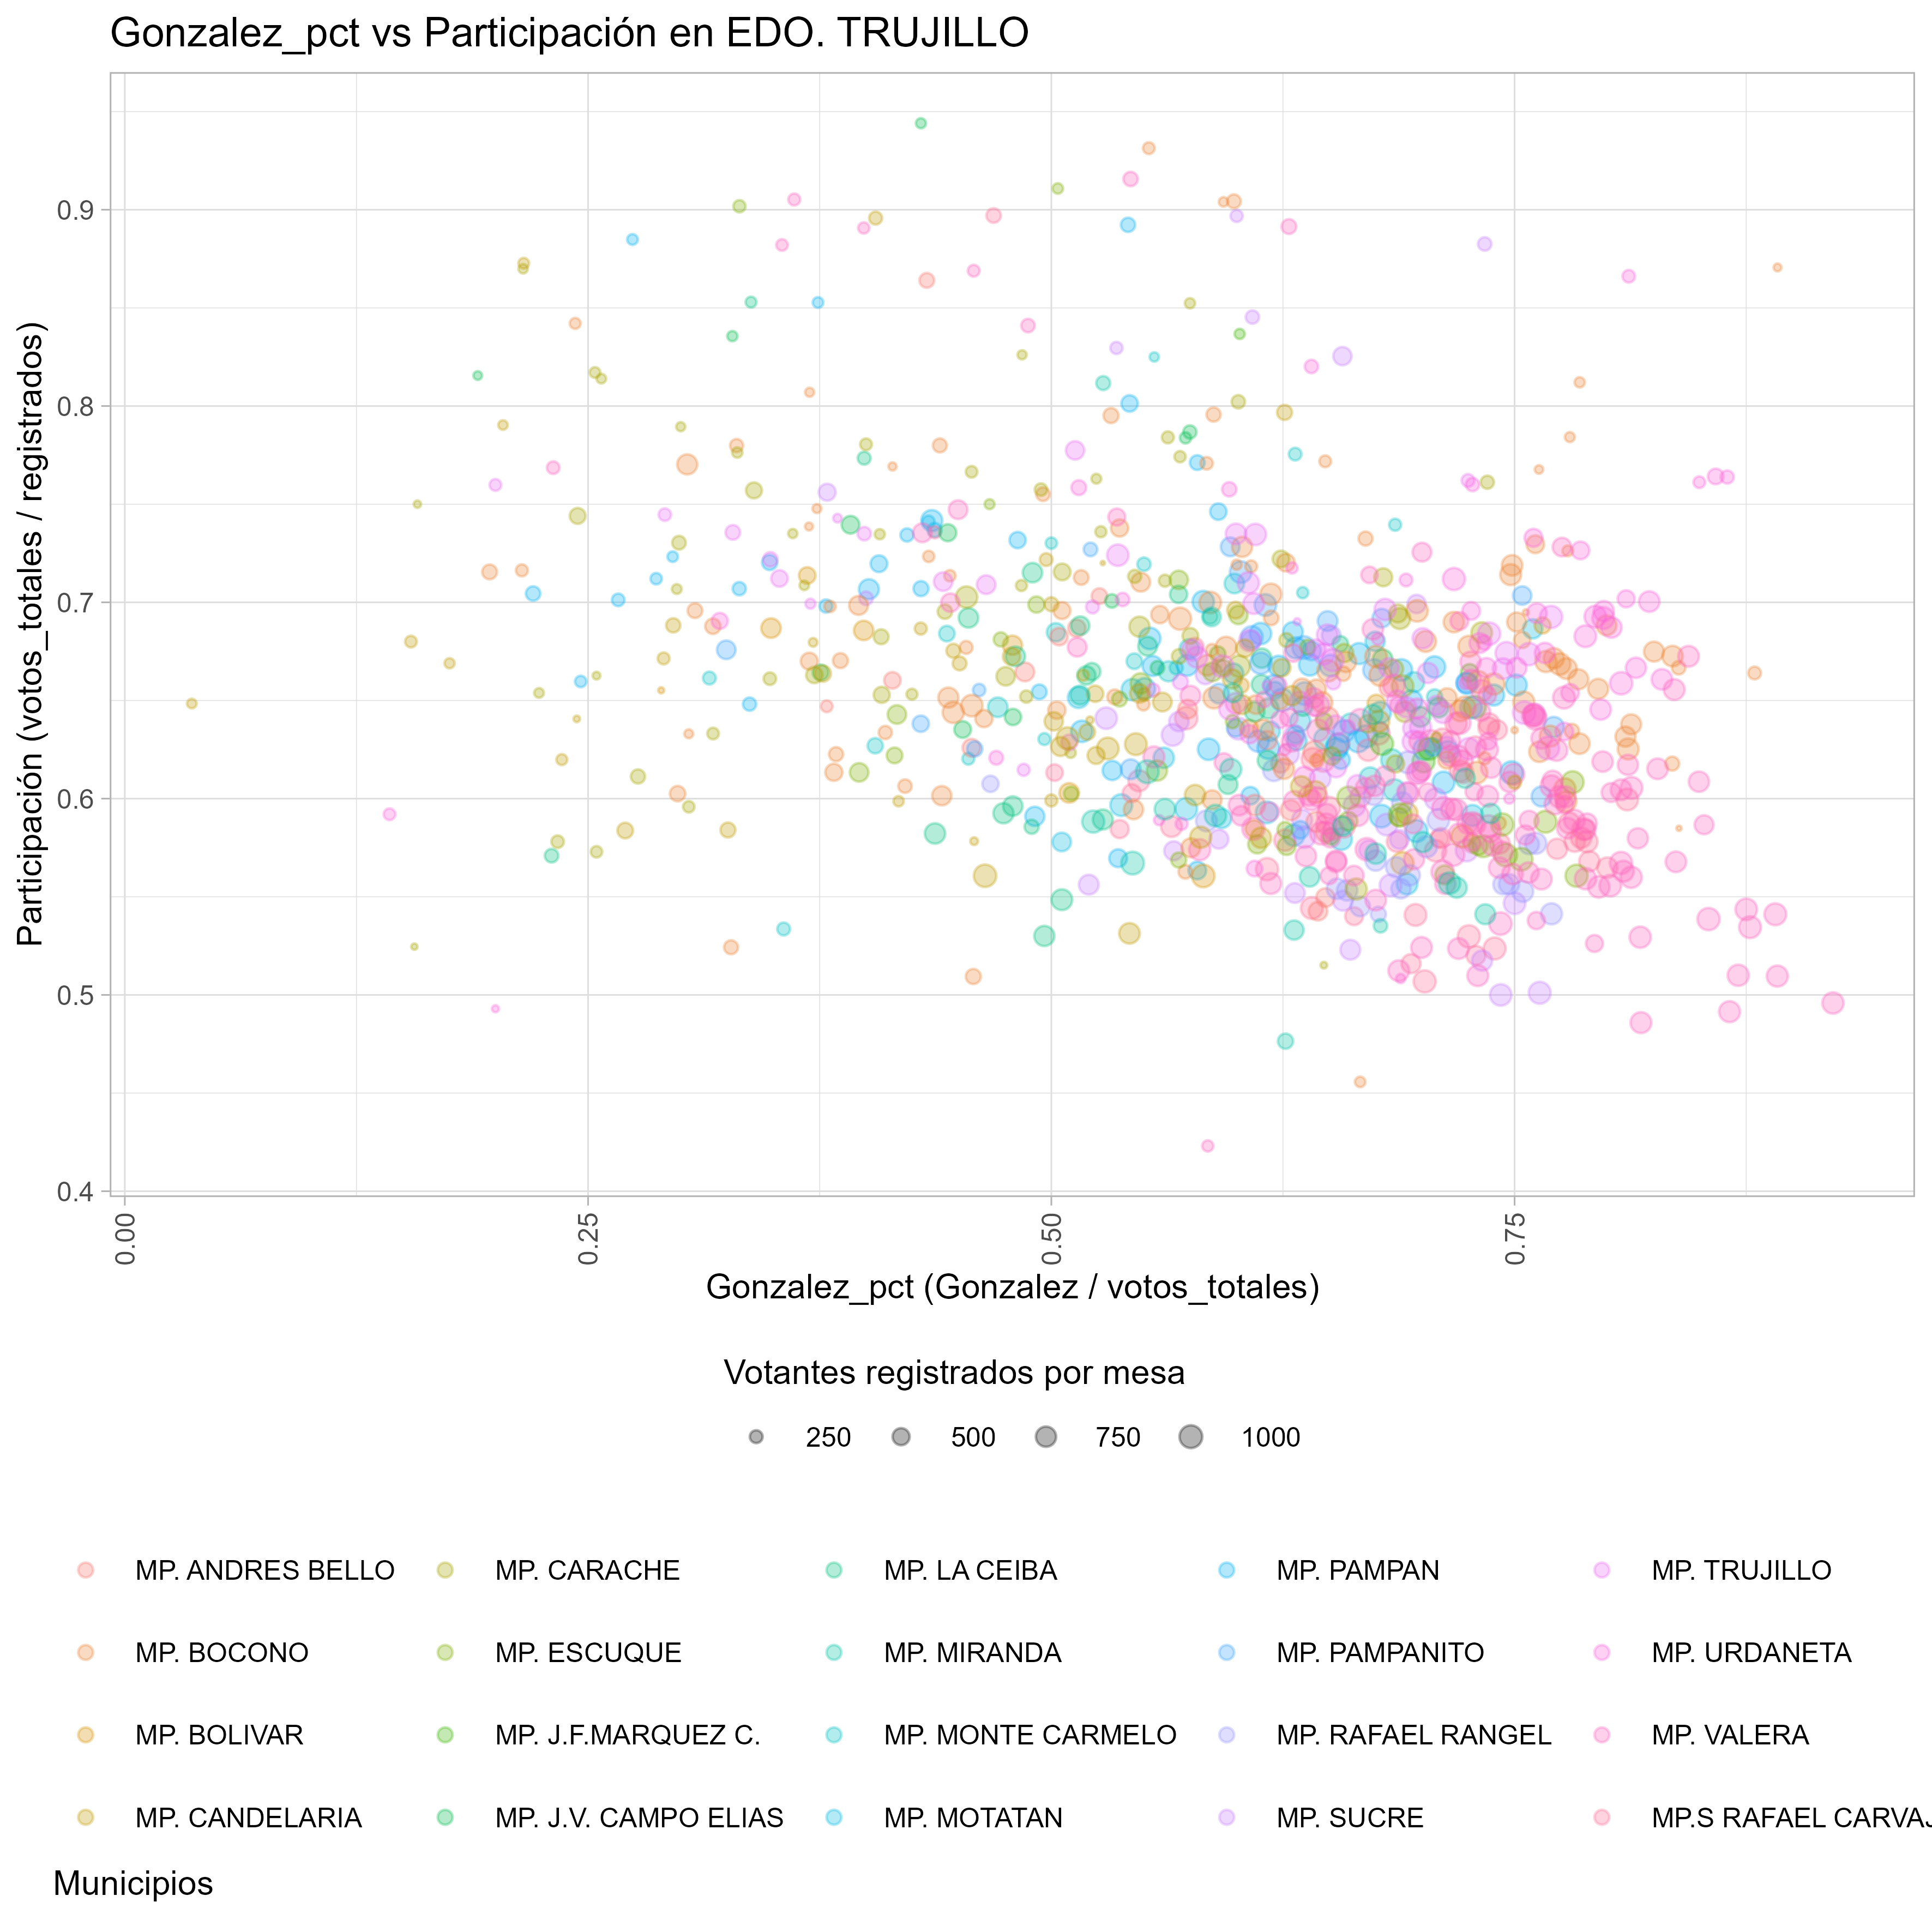 Gonzalez_pct vs Participación en EDO. TRUJILLO
Participación (votos_totales / registrados)
0.9
0.8
0.7
0.6
0.5
0.4
0.00
0.25
0.50
0.75
Gonzalez_pct (Gonzalez / votos_totales)
Votantes registrados por mesa
250
500
750
1000
MP. ANDRES BELLO
MP. CARACHE
MP. LA CEIBA
MP. PAMPAN
MP. TRUJILLO
MP. BOCONO
MP. ESCUQUE
MP. MIRANDA
MP. PAMPANITO
MP. URDANETA
MP. BOLIVAR
MP. J.F.MARQUEZ C.
MP. MONTE CARMELO
MP. RAFAEL RANGEL
MP. VALERA
MP. CANDELARIA
MP. J.V. CAMPO ELIAS
MP. MOTATAN
MP. SUCRE
MP.S RAFAEL CARVAJ
Municipios